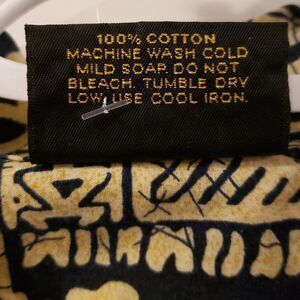 100% COTTON
MACHINE WASH COLD
MILD SOAP. DO NOT
BLEACH. TUMBLE DRY
LOW. USE COOL IRON.